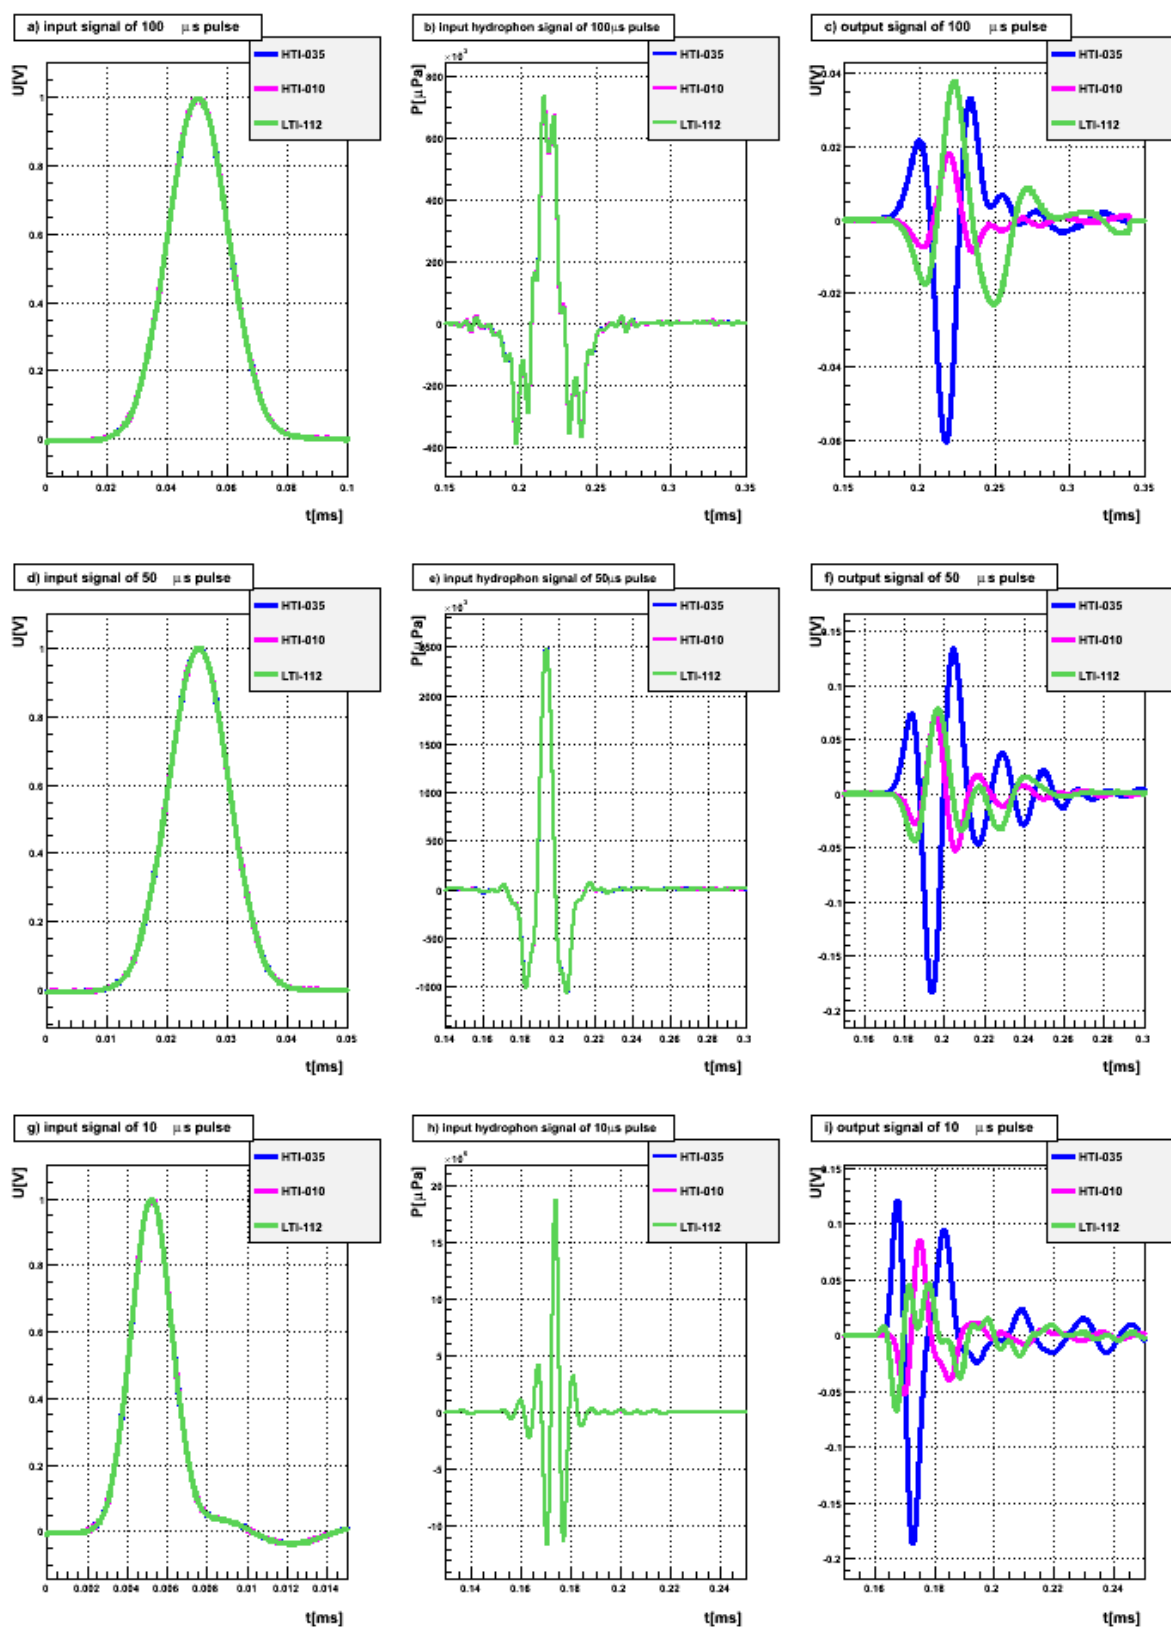 a) input signal of 100 μs pulse
HTI-035
HTI-010
LTI-112
U[V]
1
0.8
0.6
0.4
0.2
0
0 0.02 0.04 0.06 0.08 0.1
t[ms]
b) input hydrophon signal of 100μs pulse
×10³
HTI-035
HTI-010
LTI-112
P[μPa]
800
600
400
200
0
-200
-400
0.15 0.2 0.25 0.3 0.35
t[ms]
c) output signal of 100 μs pulse
HTI-035
HTI-010
LTI-112
U[V]
0.04
0.02
0
-0.02
-0.04
-0.06
0.15 0.2 0.25 0.3 0.35
t[ms]
d) input signal of 50 μs pulse
HTI-035
HTI-010
LTI-112
U[V]
1
0.8
0.6
0.4
0.2
0
0 0.01 0.02 0.03 0.04 0.05
t[ms]
e) input hydrophon signal of 50μs pulse
×10³
HTI-035
HTI-010
LTI-112
P[μPa]
2500
2000
1500
1000
500
0
-500
-1000
0.14 0.16 0.18 0.2 0.22 0.24 0.26 0.28 0.3
t[ms]
f) output signal of 50 μs pulse
HTI-035
HTI-010
LTI-112
U[V]
0.15
0.1
0.05
0
-0.05
-0.1
-0.15
-0.2
0.16 0.18 0.2 0.22 0.24 0.26 0.28 0.3
t[ms]
g) input signal of 10 μs pulse
HTI-035
HTI-010
LTI-112
U[V]
1
0.8
0.6
0.4
0.2
0
0 0.002 0.004 0.006 0.008 0.01 0.012 0.014
t[ms]
h) input hydrophon signal of 10μs pulse
HTI-035
HTI-010
LTI-112
P[μPa]
20
15
10
5
0
-5
-10
0.14 0.16 0.18 0.2 0.22 0.24
t[ms]
i) output signal of 10 μs pulse
HTI-035
HTI-010
LTI-112
U[V]
0.15
0.1
0.05
0
-0.05
-0.1
-0.15
-0.2
0.16 0.18 0.2 0.22 0.24
t[ms]